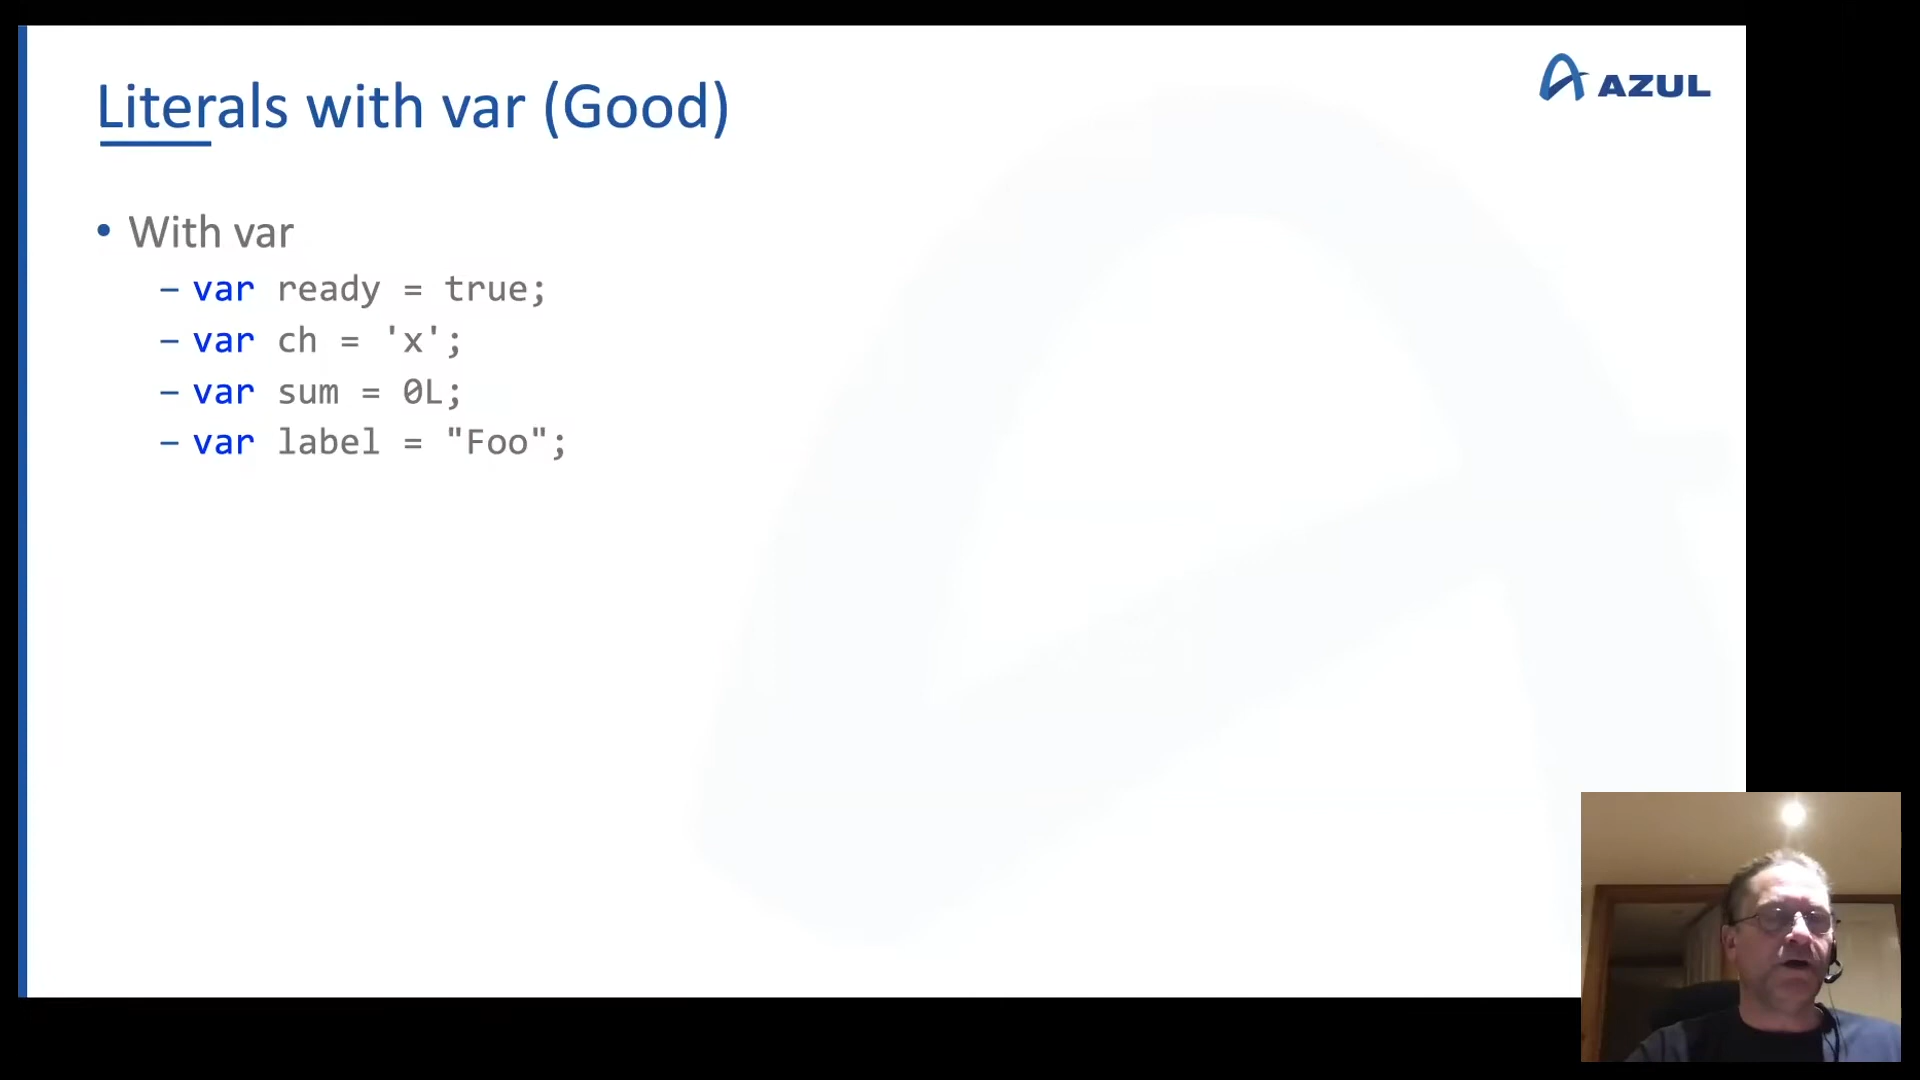 Literals with var (Good)
AZUL
• With var
– var ready = true;
– var ch = 'x';
– var sum = 0L;
– var label = "Foo";